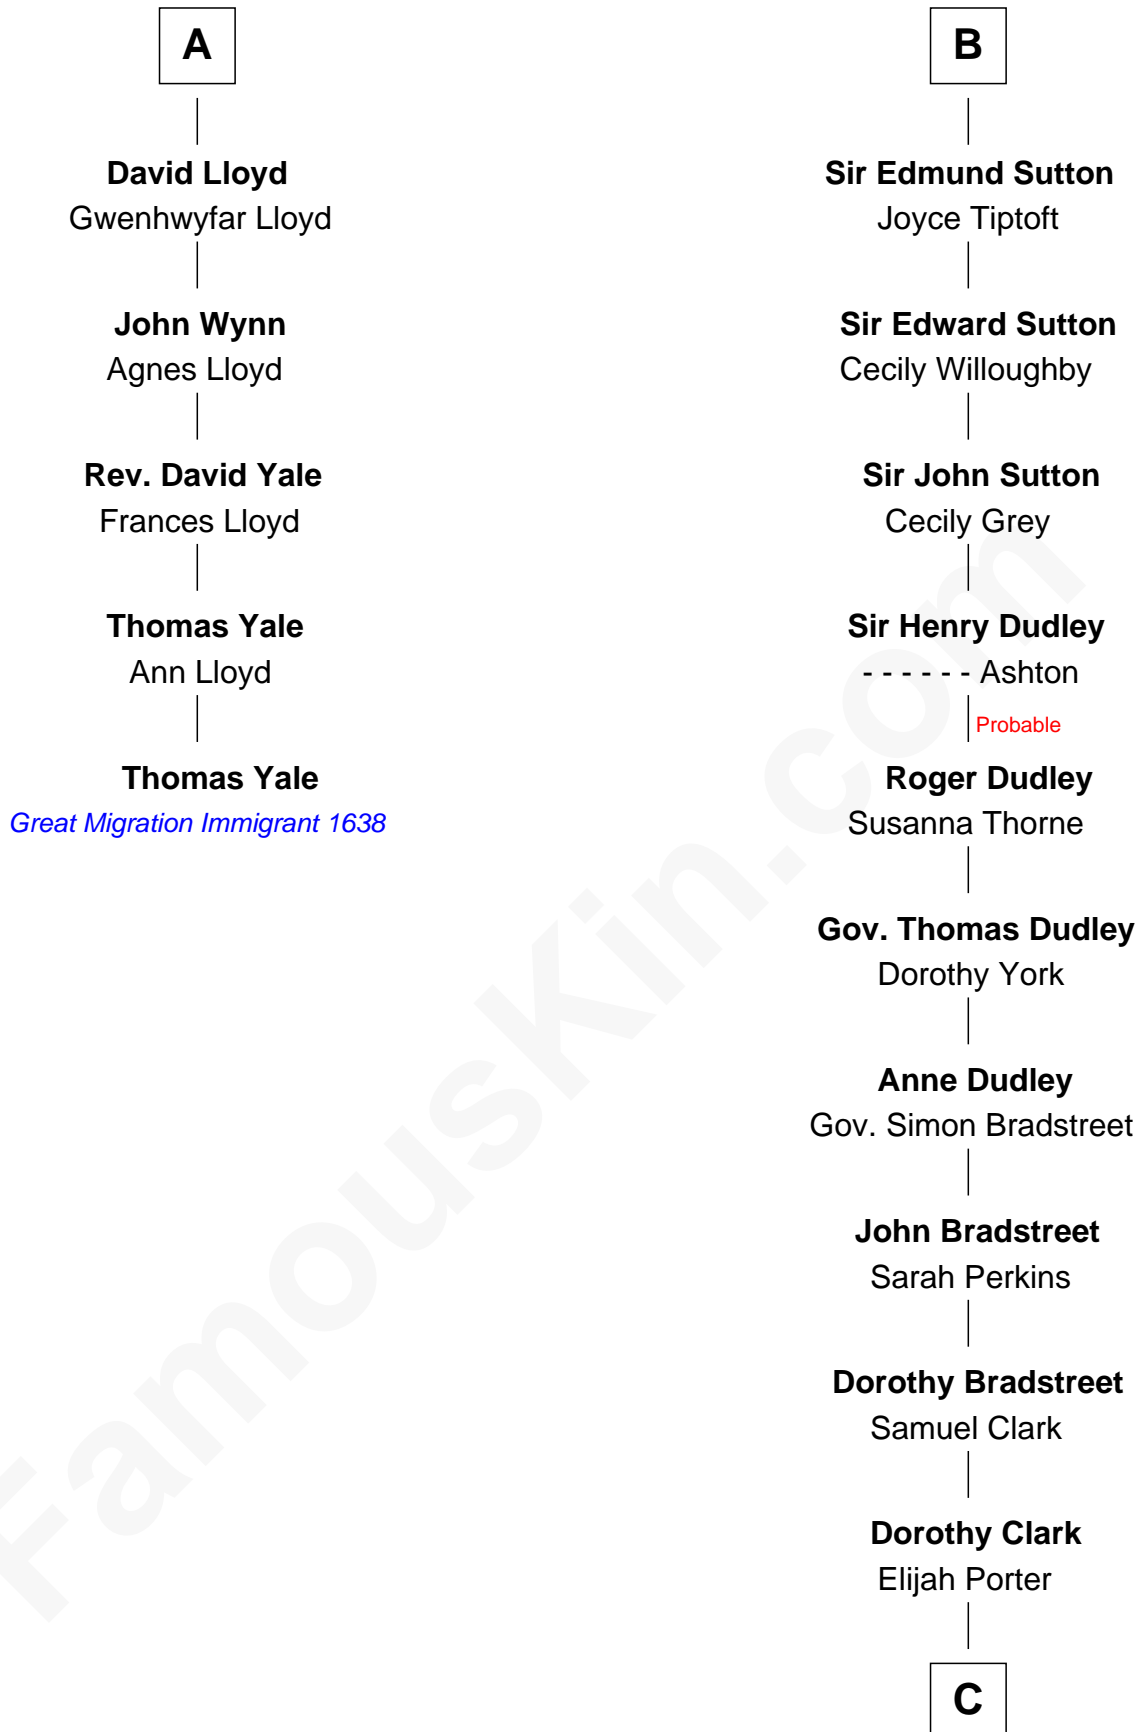 A
David Lloyd
Gwenhwyfar Lloyd
John Wynn
Agnes Lloyd
Rev. David Yale
Frances Lloyd
Thomas Yale
Ann Lloyd
Thomas Yale
Great Migration Immigrant 1638
B
Sir Edmund Sutton
Joyce Tiptoft
Sir Edward Sutton
Cecily Willoughby
Sir John Sutton
Cecily Grey
Sir Henry Dudley
- - - - - - Ashton
Probable
Roger Dudley
Susanna Thorne
Gov. Thomas Dudley
Dorothy York
Anne Dudley
Gov. Simon Bradstreet
John Bradstreet
Sarah Perkins
Dorothy Bradstreet
Samuel Clark
Dorothy Clark
Elijah Porter
C
FamousKin.com